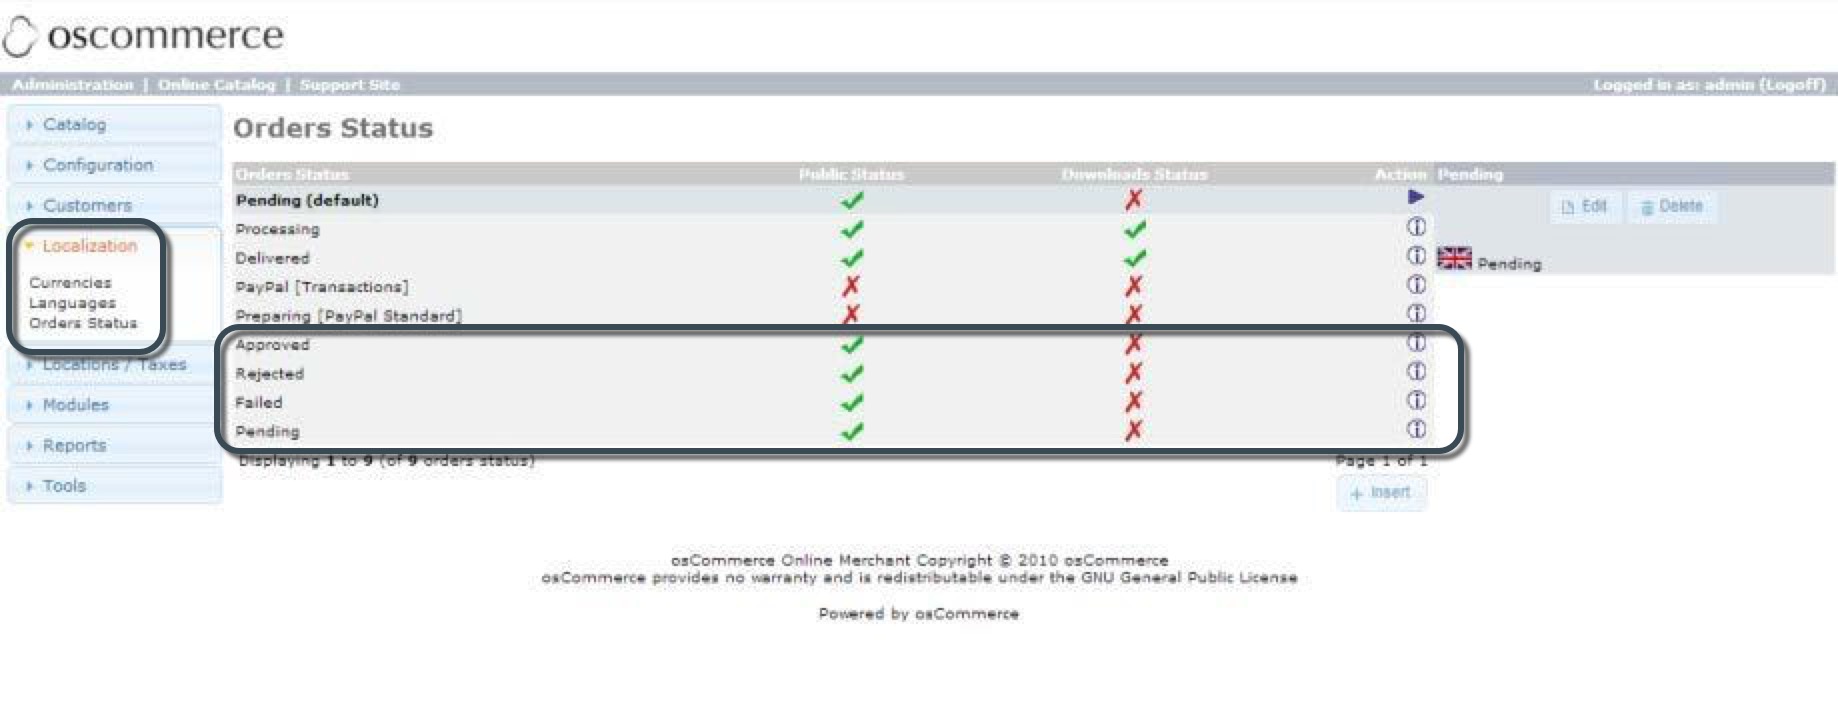 oscommerce
Administration | Online Catalog | Support Site Logged in as: admin (Logoff)
Catalog
Configuration
Customers
Localization
Currencies
Languages
Orders Status
Locations / Taxes
Modules
Reports
Tools
Orders Status
Orders Status Public Status Downloads Status Action
Pending (default)
Processing
Delivered
PayPal [Transactions]
Preparing [PayPal Standard]
Approved
Rejected
Failed
Pending
Displaying 1 to 9 (of 9 orders status) Page 1 of 1
+ Insert
Pending
Edit Delete
Pending
osCommerce Online Merchant Copyright © 2010 osCommerce
osCommerce provides no warranty and is redistributable under the GNU General Public License
Powered by osCommerce